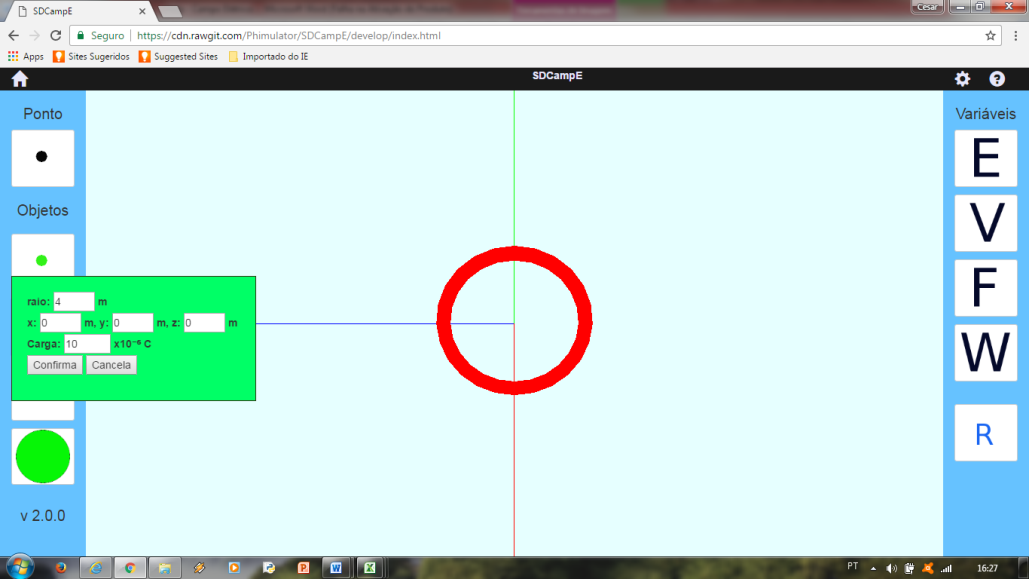 Cesar
SDCampE
Seguro | https://cdn.rawgit.com/Phimulator/SDCampE/develop/index.html
Apps Sites Sugeridos Suggested Sites Importado do IE
SDCampE
Ponto
Variáveis
E
Objetos
V
F
raio: 4 m
x: 0 m, y: 0 m, z: 0 m
Carga: 10 x10⁻⁶ C
Confirma Cancela
W
R
v 2.0.0
PT 16:27